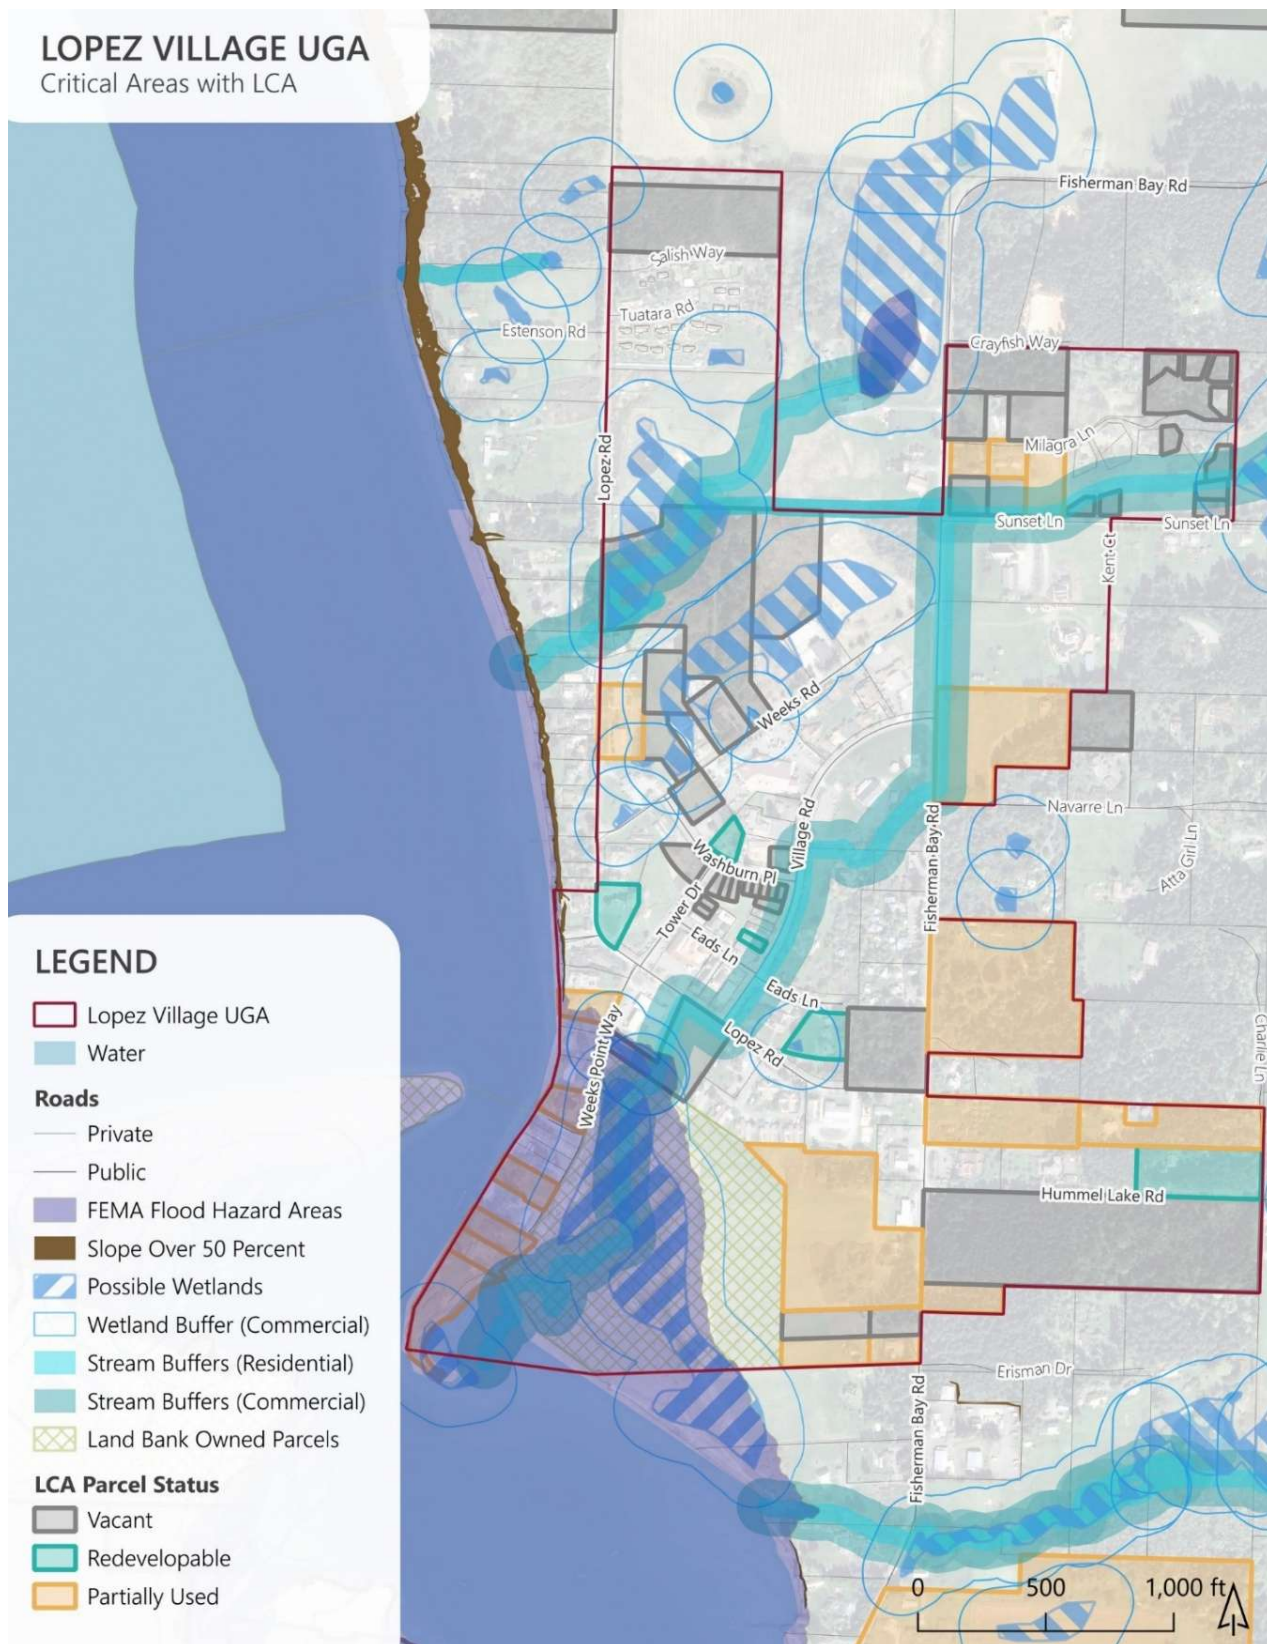 LOPEZ VILLAGE UGA
Critical Areas with LCA
Fisherman Bay Rd
Salish Way
Tuatara Rd
Estenson Rd
Crayfish Way
Milagra Ln
Lopez Rd
Sunset Ln
Sunset Ln
Kent Ct
Weeks Rd
Village Rd
Navarre Ln
Fisherman Bay Rd
Atta Girl Ln
Washburn Pl
Tower Dr
Eads Ln
Eads Ln
Lopez Rd
Weeks Point Way
Charlie Ln
Hummel Lake Rd
Erisman Dr
Fisherman Bay Rd
LEGEND
Lopez Village UGA
Water
Roads
Private
Public
FEMA Flood Hazard Areas
Slope Over 50 Percent
Possible Wetlands
Wetland Buffer (Commercial)
Stream Buffers (Residential)
Stream Buffers (Commercial)
Land Bank Owned Parcels
LCA Parcel Status
Vacant
Redevelopable
Partially Used
0 500 1,000 ft